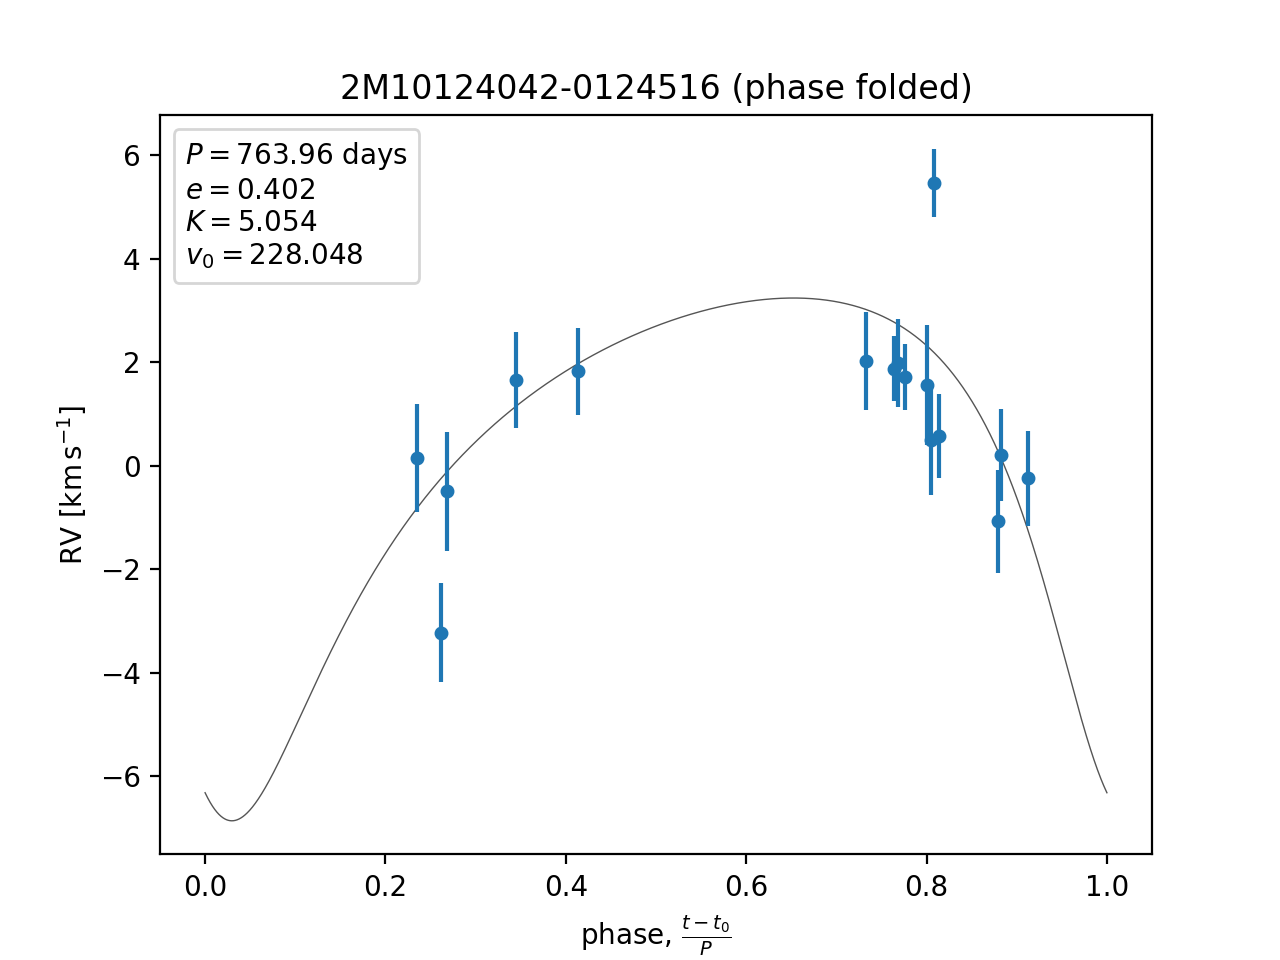 2M10124042-0124516 (phase folded)
P = 763.96 days
e = 0.402
K = 5.054
v₀ = 228.048
6
4
2
0
−2
−4
−6
RV [km s⁻¹]
0.0 0.2 0.4 0.6 0.8 1.0
phase, (t − t₀)/P